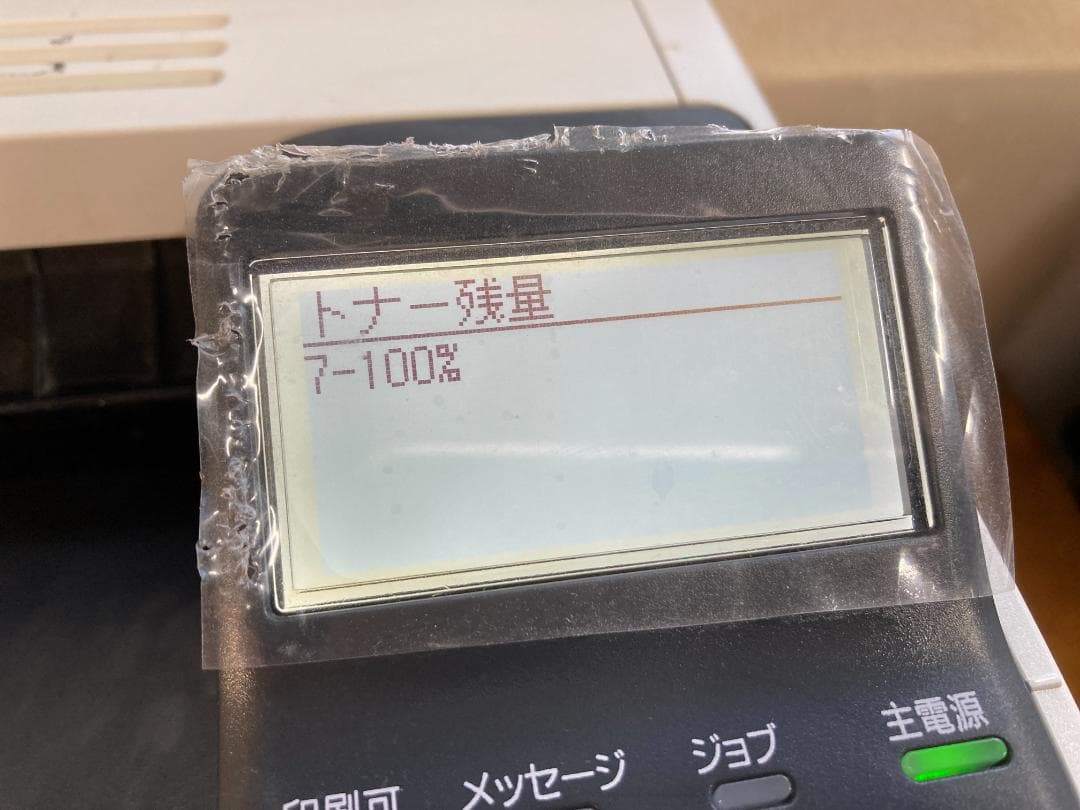 トナー残量
7-100%
印刷可
メッセージ
ジョブ
主電源